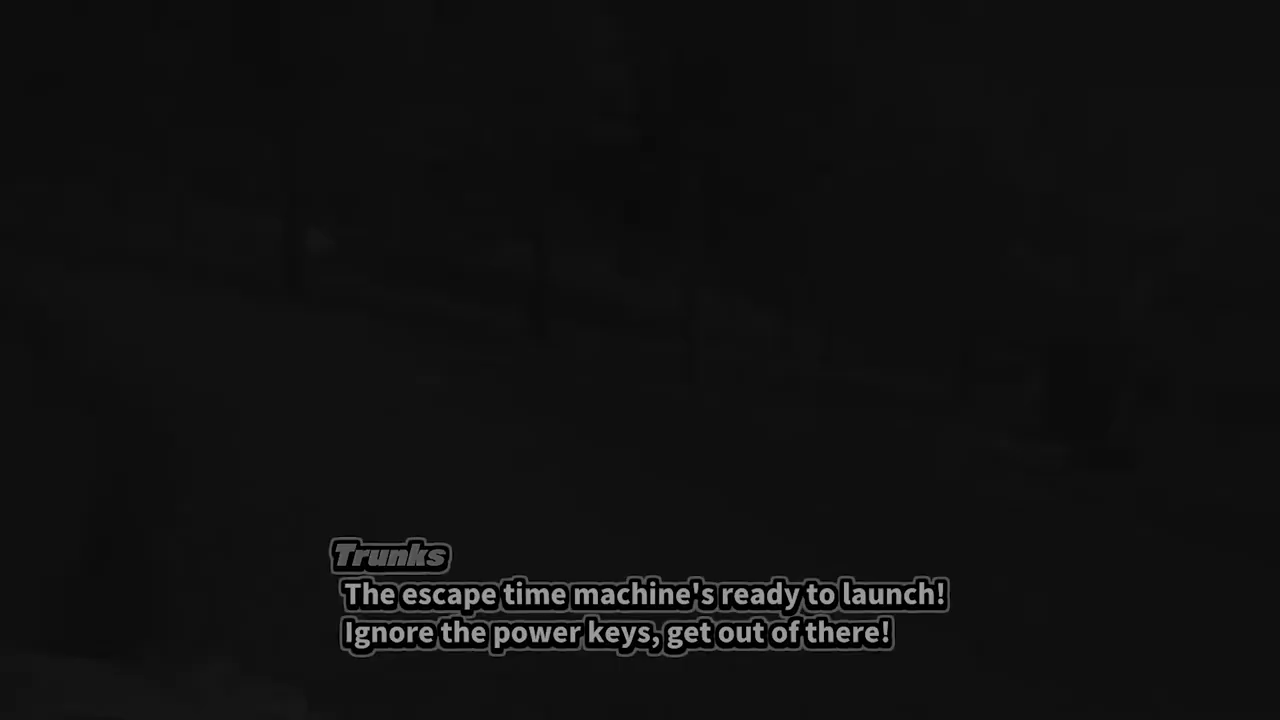 Trunks
The escape time machine's ready to launch!
Ignore the power keys, get out of there!